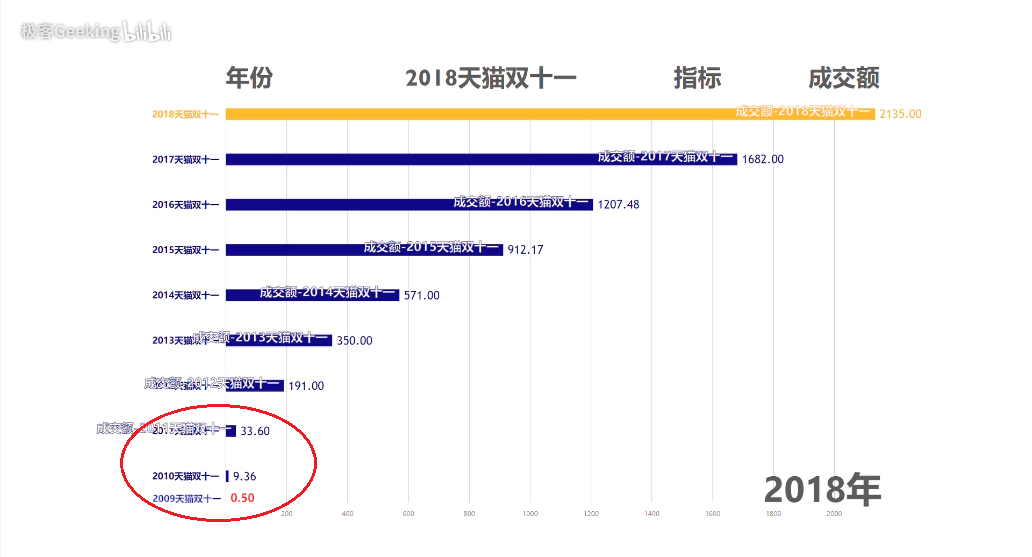 极客Geeking bilibili
年份 2018天猫双十一 指标 成交额
2018天猫双十一 成交额-2018天猫双十一 2135.00
2017天猫双十一 成交额-2017天猫双十一 1682.00
2016天猫双十一 成交额-2016天猫双十一 1207.48
2015天猫双十一 成交额-2015天猫双十一 912.17
2014天猫双十一 成交额-2014天猫双十一 571.00
2013天猫双十一 成交额-2013天猫双十一 350.00
成交额-2012天猫双十一 191.00
成交额-2011天猫双十一 33.60
2010天猫双十一 9.36
2009天猫双十一 0.50
2018年
200 400 600 800 1000 1200 1400 1600 1800 2000